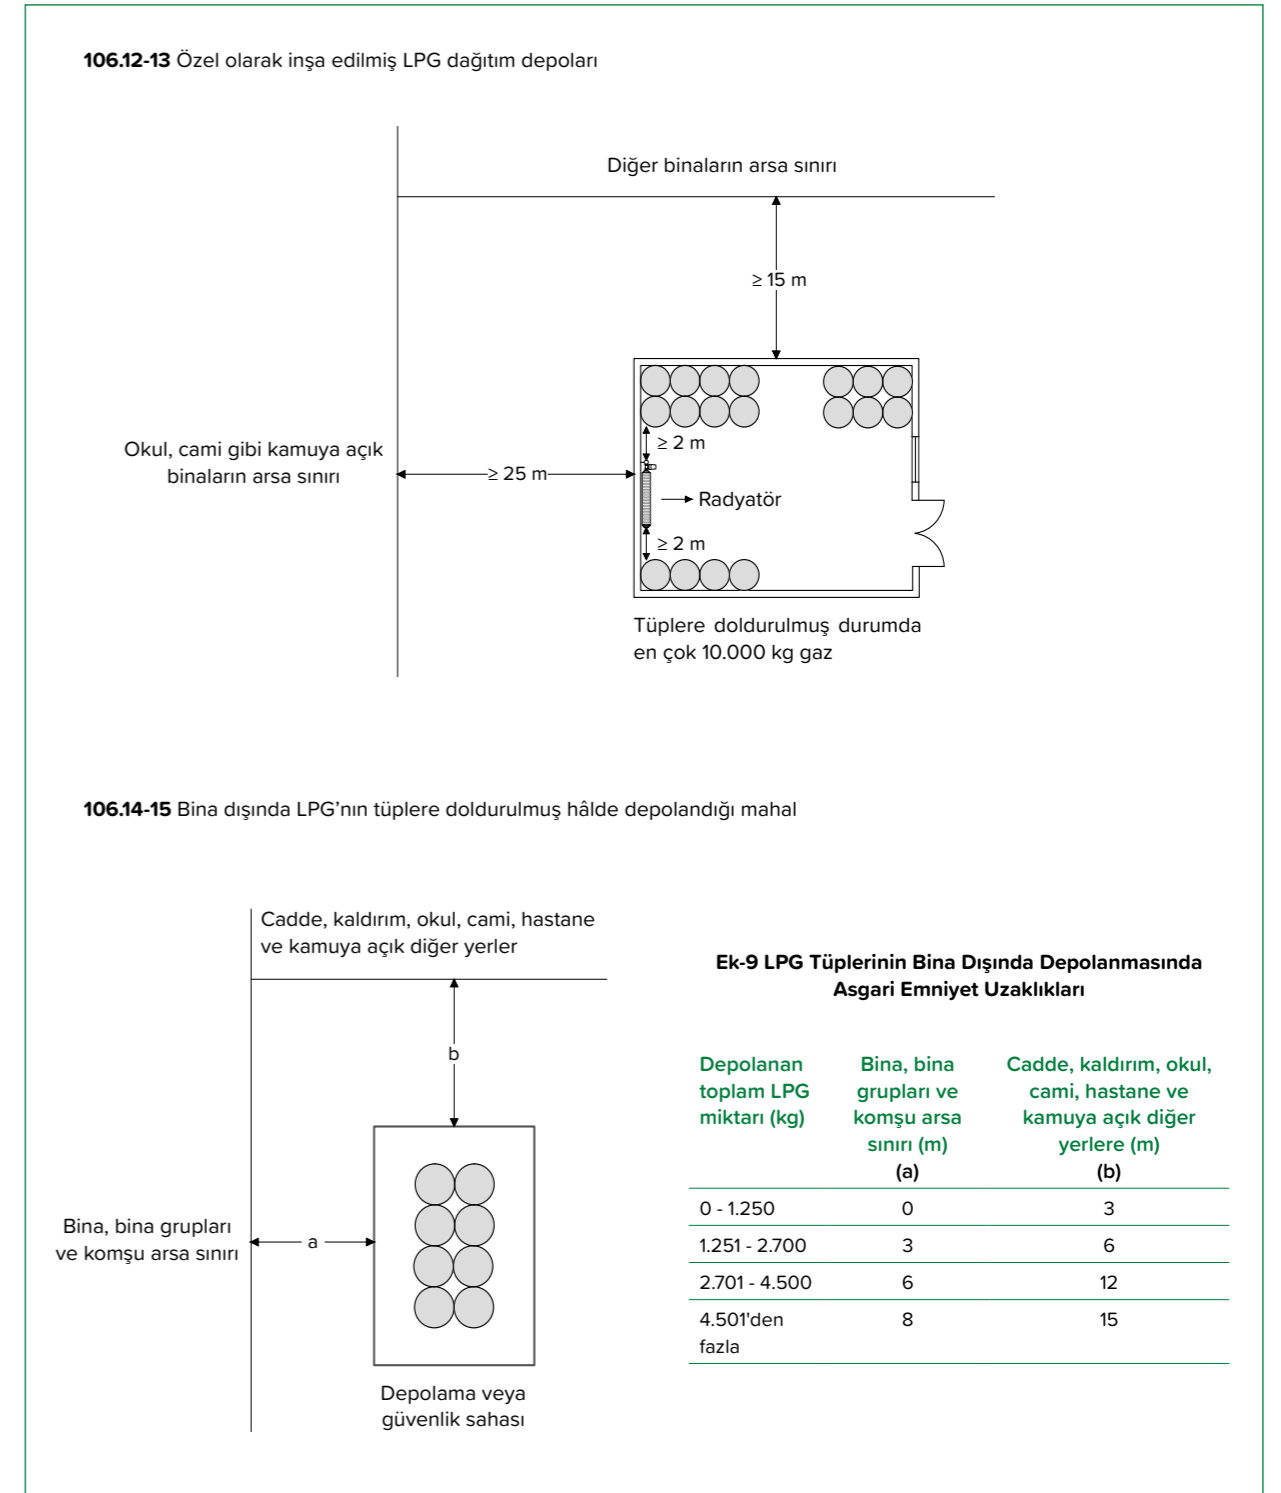 106.12-13 Özel olarak inşa edilmiş LPG dağıtım depoları
Diğer binaların arsa sınırı
≥ 15 m
Okul, cami gibi kamuya açık
binaların arsa sınırı
≥ 25 m
≥ 2 m
Radyatör
≥ 2 m
Tüplere doldurulmuş durumda
en çok 10.000 kg gaz
106.14-15 Bina dışında LPG’nın tüplere doldurulmuş hâlde depolandığı mahal
Cadde, kaldırım, okul, cami, hastane
ve kamuya açık diğer yerler
b
Bina, bina grupları
ve komşu arsa sınırı
a
Depolama veya
güvenlik sahası
Ek-9 LPG Tüplerinin Bina Dışında Depolanmasında
Asgari Emniyet Uzaklıkları
Depolanan
toplam LPG
miktarı (kg)
Bina, bina
grupları ve
komşu arsa
sınırı (m)
(a)
Cadde, kaldırım, okul,
cami, hastane ve
kamuya açık diğer
yerlere (m)
(b)
0 - 1.250 0 3
1.251 - 2.700 3 6
2.701 - 4.500 6 12
4.501'den 8 15
fazla